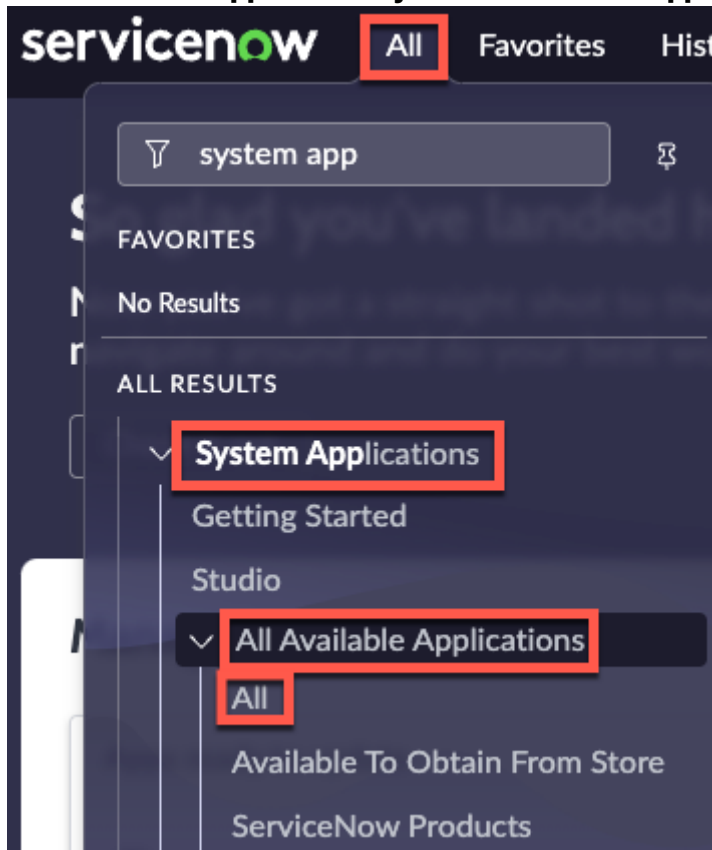 servicenow All Favorites Hist
system app
FAVORITES
No Results
ALL RESULTS
System Applications
Getting Started
Studio
All Available Applications
All
Available To Obtain From Store
ServiceNow Products